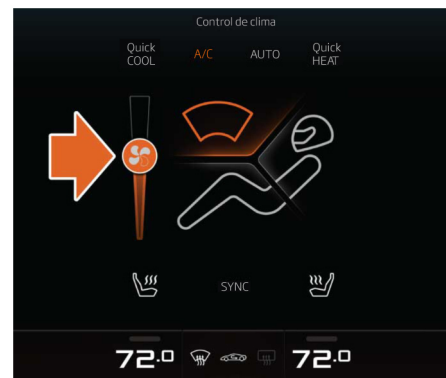 Control de clima
Quick COOL
A/C
AUTO
Quick HEAT
SYNC
72.0
72.0